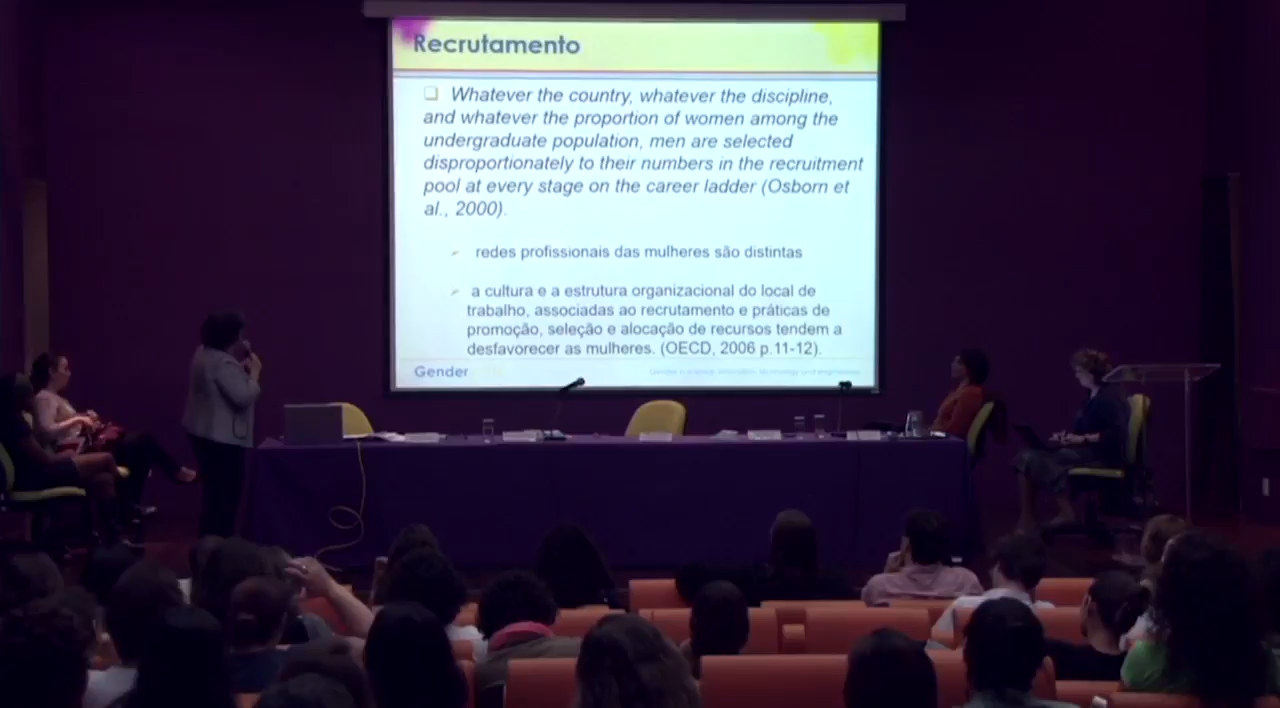 Recrutamento
Whatever the country, whatever the discipline,
and whatever the proportion of women among the
undergraduate population, men are selected
disproportionately to their numbers in the recruitment
pool at every stage on the career ladder (Osborn et
al., 2000).
redes profissionais das mulheres são distintas
a cultura e a estrutura organizacional do local de
trabalho, associadas ao recrutamento e práticas de
promoção, seleção e alocação de recursos tendem a
desfavorecer as mulheres. (OECD, 2006 p.11-12).
Gender